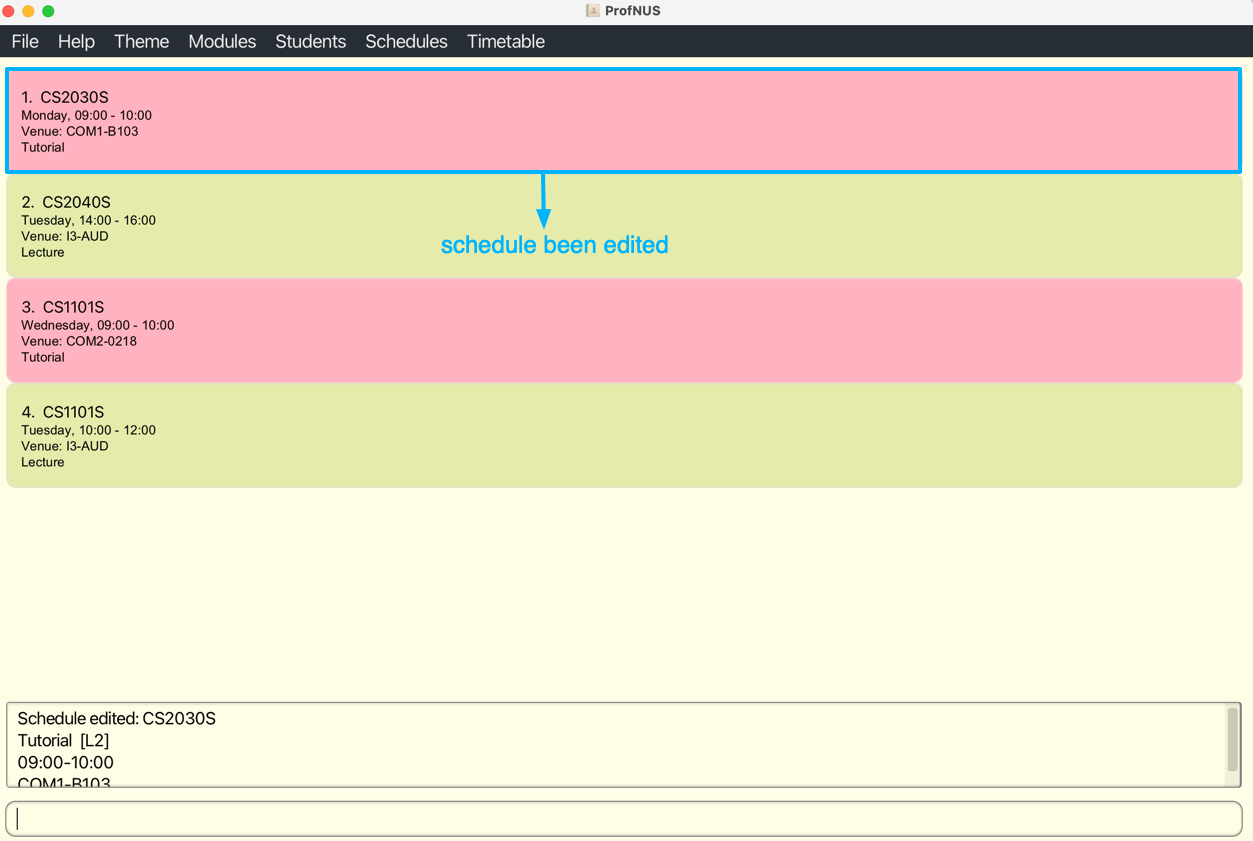 ProfNUS
File Help Theme Modules Students Schedules Timetable
1. CS2030S
Monday, 09:00 - 10:00
Venue: COM1-B103
Tutorial
2. CS2040S
Tuesday, 14:00 - 16:00
Venue: I3-AUD
Lecture
schedule been edited
3. CS1101S
Wednesday, 09:00 - 10:00
Venue: COM2-0218
Tutorial
4. CS1101S
Tuesday, 10:00 - 12:00
Venue: I3-AUD
Lecture
Schedule edited: CS2030S
Tutorial [L2]
09:00-10:00
COM1-B103